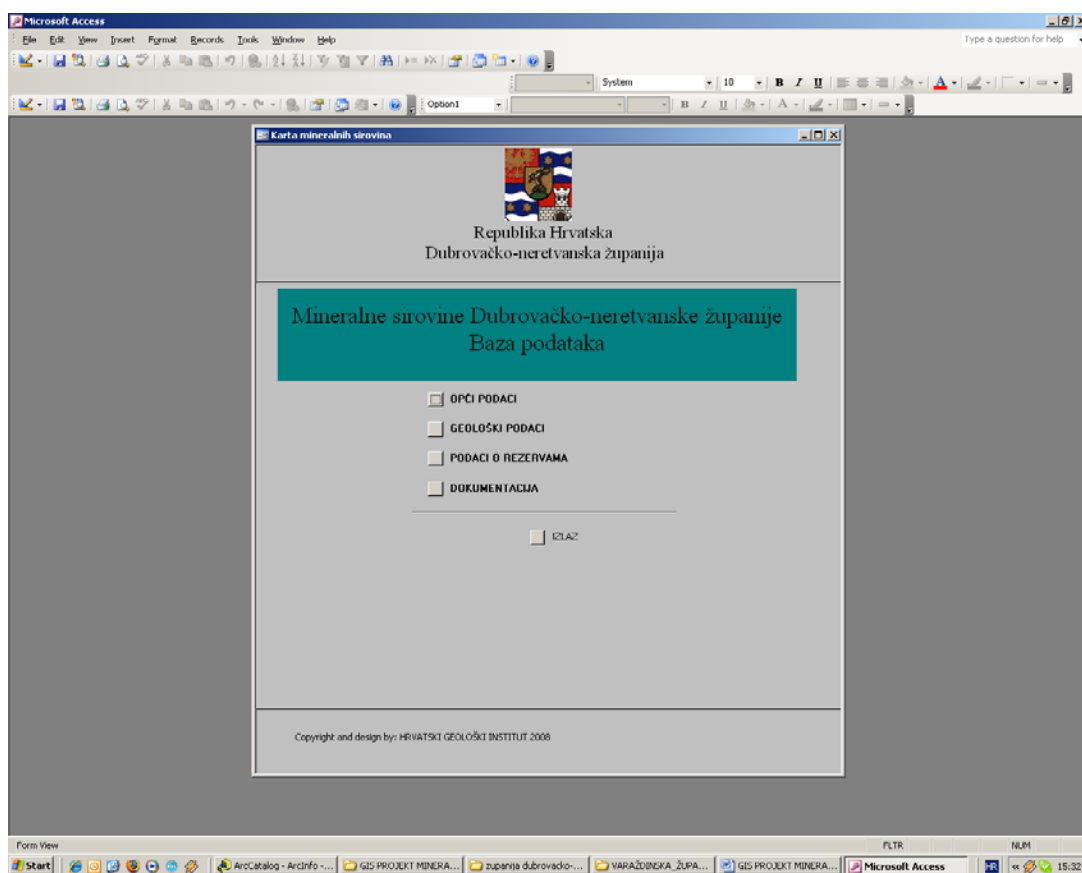 Microsoft Access
File Edit View Insert Format Records Tools Window Help
Type a question for help
System 10 B I U A
Option1 B I U A
Karta mineralnih sirovina
Republika Hrvatska
Dubrovačko-neretvanska županija
Mineralne sirovine Dubrovačko-neretvanske županije
Baza podataka
OPĆI PODACI
GEOLOŠKI PODACI
PODACI O REZERVAMA
DOKUMENTACIJA
IZLAZ
Copyright and design by: HRVATSKI GEOLOŠKI INSTITUT 2008
Form View FLTR NUM
Start ArcCatalog - ArcInfo -... GIS PROJEKT MINERA... zupanija dubrovacko-... VARAŽDINSKA_ŽUPA... GIS PROJEKT MINERA... Microsoft Access HR 15:32